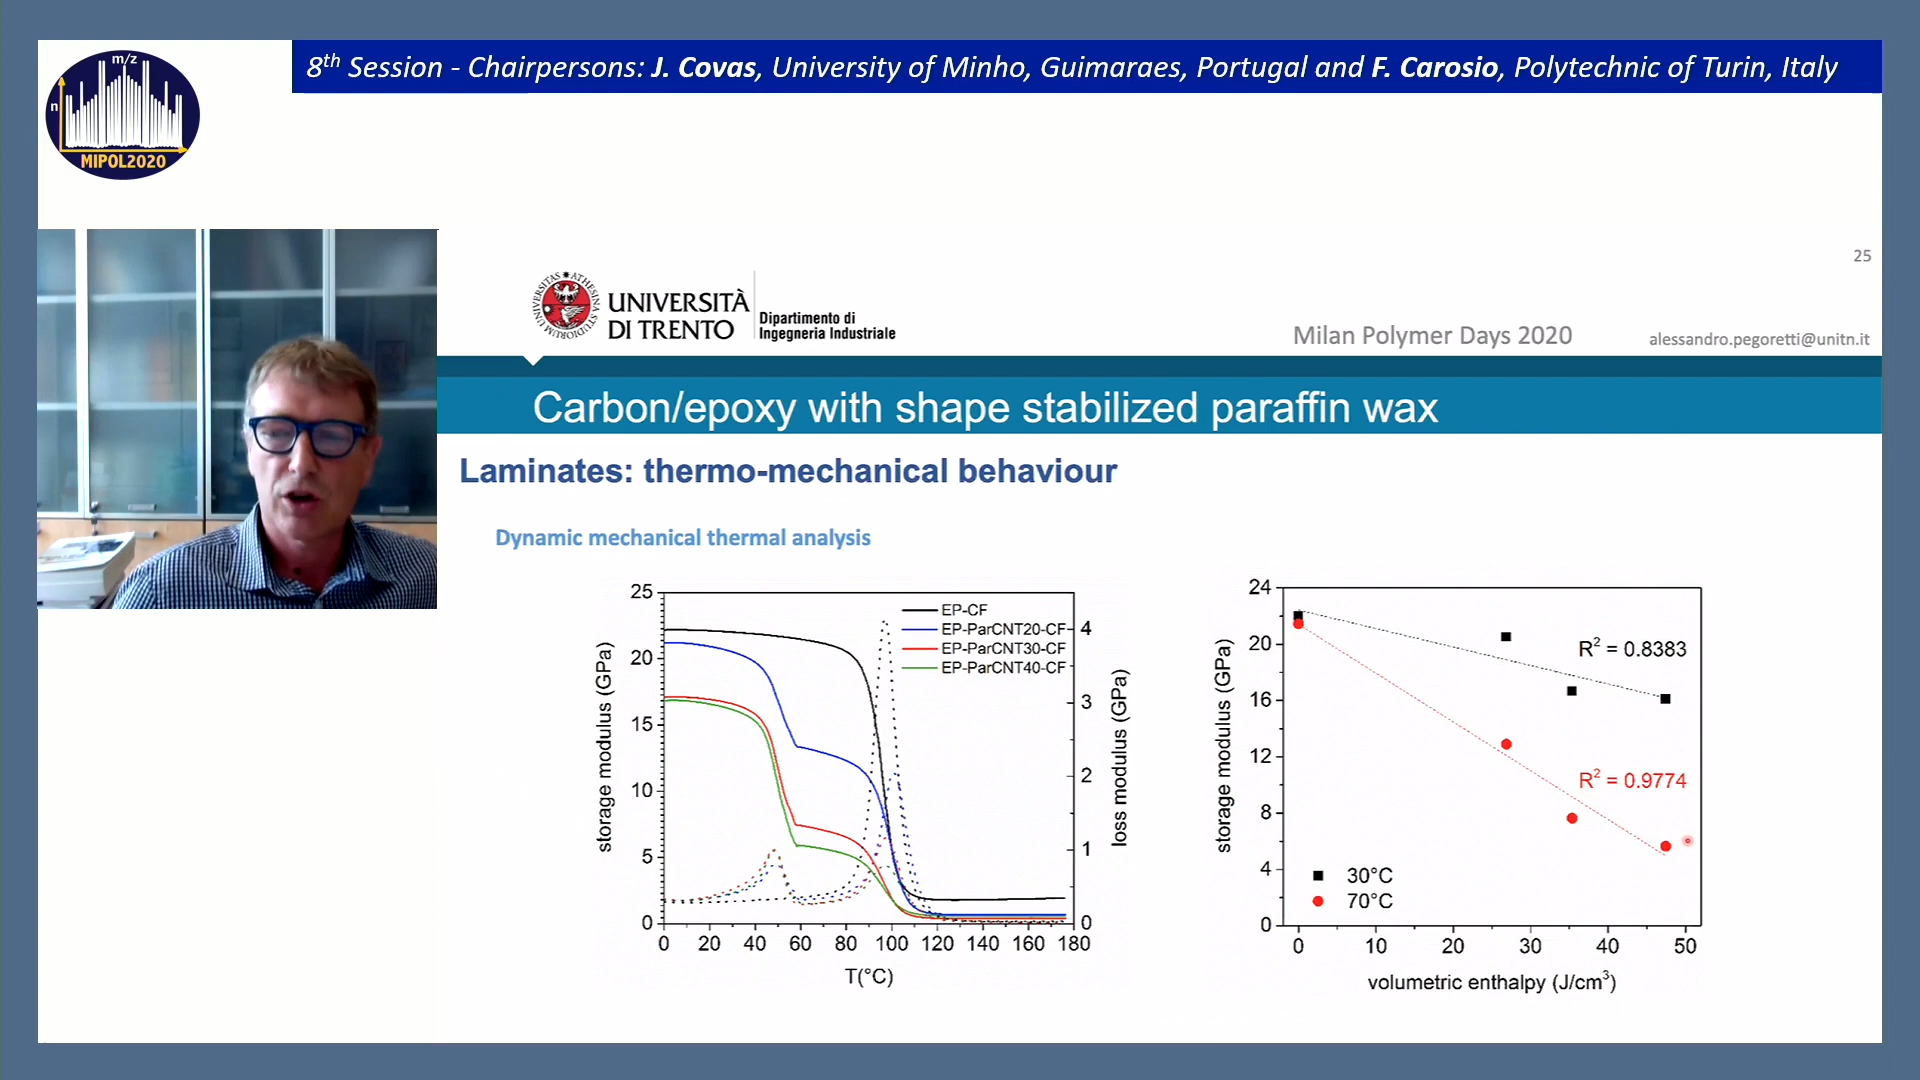 8th Session - Chairpersons: J. Covas, University of Minho, Guimaraes, Portugal and F. Carosio, Polytechnic of Turin, Italy
m/z
n
MIPOL2020
25
UNIVERSITÀ
DI TRENTO
Dipartimento di
Ingegneria Industriale
Milan Polymer Days 2020
alessandro.pegoretti@unitn.it
Carbon/epoxy with shape stabilized paraffin wax
Laminates: thermo-mechanical behaviour
Dynamic mechanical thermal analysis
25
20
15
10
5
0
storage modulus (GPa)
EP-CF
EP-ParCNT20-CF
EP-ParCNT30-CF
EP-ParCNT40-CF
4
3
2
1
0
loss modulus (GPa)
0 20 40 60 80 100 120 140 160 180
T(°C)
24
20
16
12
8
4
0
storage modulus (GPa)
R² = 0.8383
R² = 0.9774
30°C
70°C
0 10 20 30 40 50
volumetric enthalpy (J/cm³)